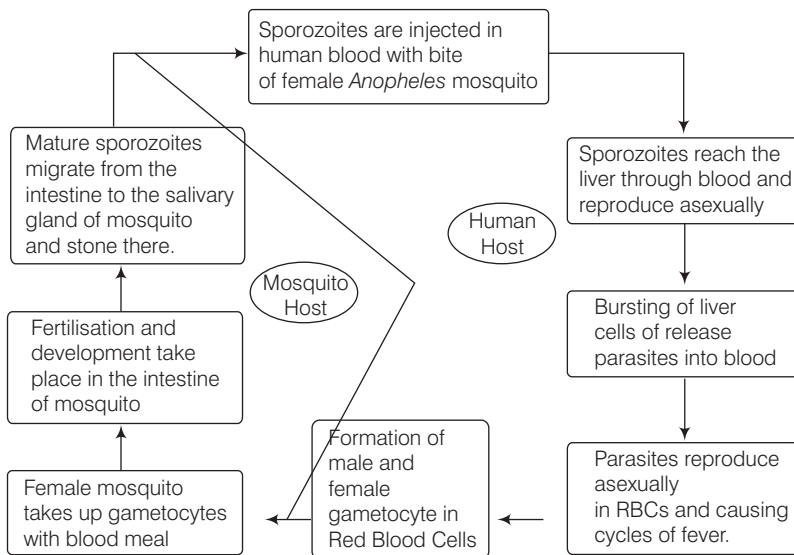 Sporozoites are injected in
human blood with bite
of female Anopheles mosquito
Sporozoites reach the
liver through blood and
reproduce asexually
Bursting of liver
cells of release
parasites into blood
Parasites reproduce
asexually
in RBCs and causing
cycles of fever.
Formation of
male and
female
gametocyte in
Red Blood Cells
Female mosquito
takes up gametocytes
with blood meal
Fertilisation and
development take
place in the intestine
of mosquito
Mature sporozoites
migrate from the
intestine to the salivary
gland of mosquito
and stone there.
Mosquito
Host
Human
Host